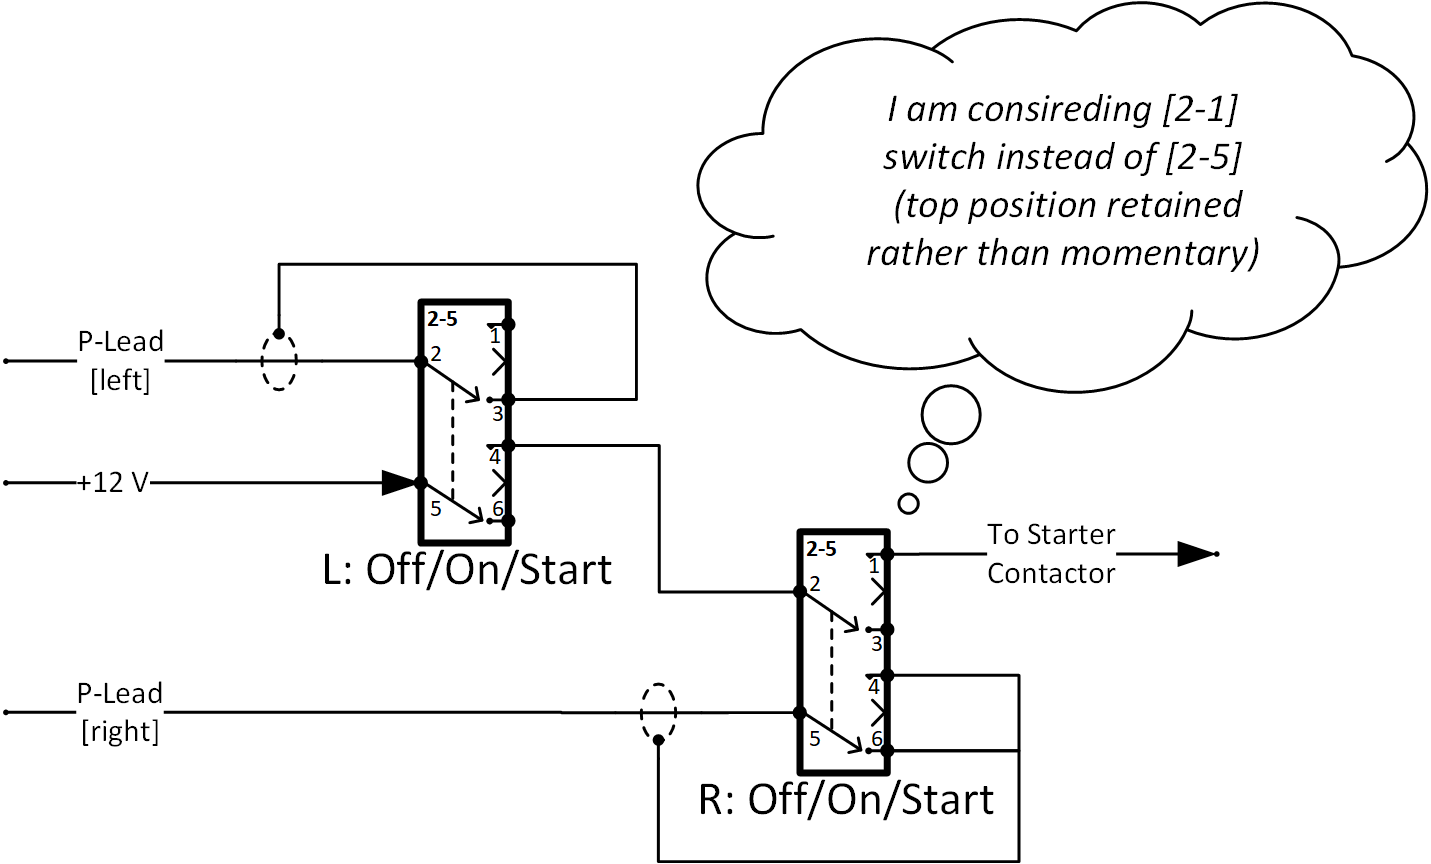 I am consireding [2-1]
switch instead of [2-5]
(top position retained
rather than momentary)
P-Lead
[left]
+12 V
2-5
1
2
3
4
5
6
L: Off/On/Start
2-5
1
2
3
4
5
6
To Starter
Contactor
P-Lead
[right]
R: Off/On/Start